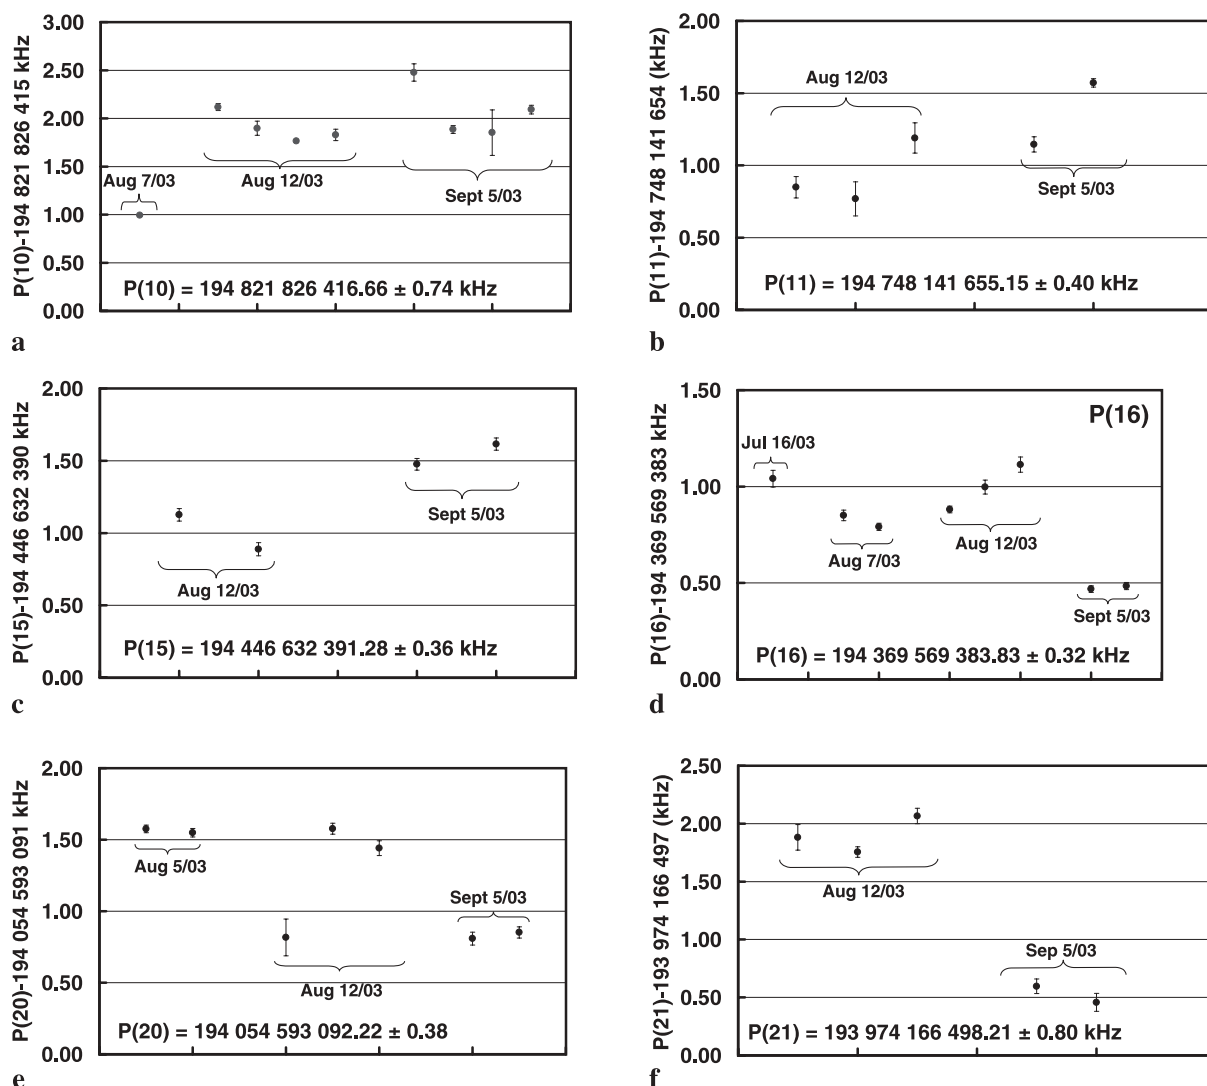 P(10)-194 821 826 415 kHz
3.00
2.50
2.00
1.50
1.00
0.50
0.00
Aug 7/03
Aug 12/03
Sept 5/03
P(10) = 194 821 826 416.66 ± 0.74 kHz
a
P(11)-194 748 141 654 (kHz)
2.00
1.50
1.00
0.50
0.00
Aug 12/03
Sept 5/03
P(11) = 194 748 141 655.15 ± 0.40 kHz
b
P(15)-194 446 632 390 kHz
2.00
1.50
1.00
0.50
0.00
Sept 5/03
Aug 12/03
P(15) = 194 446 632 391.28 ± 0.36 kHz
c
P(16)-194 369 569 383 kHz
1.50
1.00
0.50
0.00
P(16)
Jul 16/03
Aug 7/03
Aug 12/03
Sept 5/03
P(16) = 194 369 569 383.83 ± 0.32 kHz
d
P(20)-194 054 593 091 kHz
2.00
1.50
1.00
0.50
0.00
Aug 5/03
Sept 5/03
Aug 12/03
P(20) = 194 054 593 092.22 ± 0.38
e
P(21)-193 974 166 497 (kHz)
2.50
2.00
1.50
1.00
0.50
0.00
Aug 12/03
Sep 5/03
P(21) = 193 974 166 498.21 ± 0.80 kHz
f